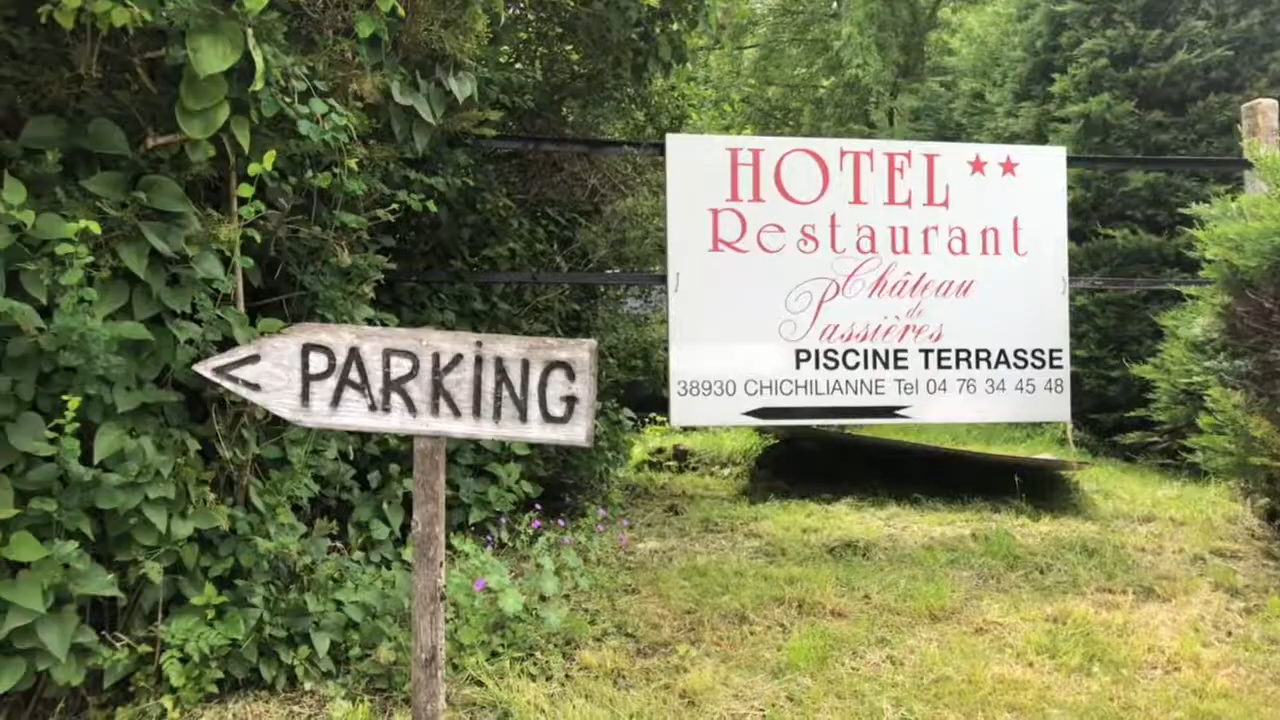 < PARKiNG
HOTEL ★★
Restaurant
Château
de
Passières
PISCINE TERRASSE
38930 CHICHILIANNE Tel 04 76 34 45 48